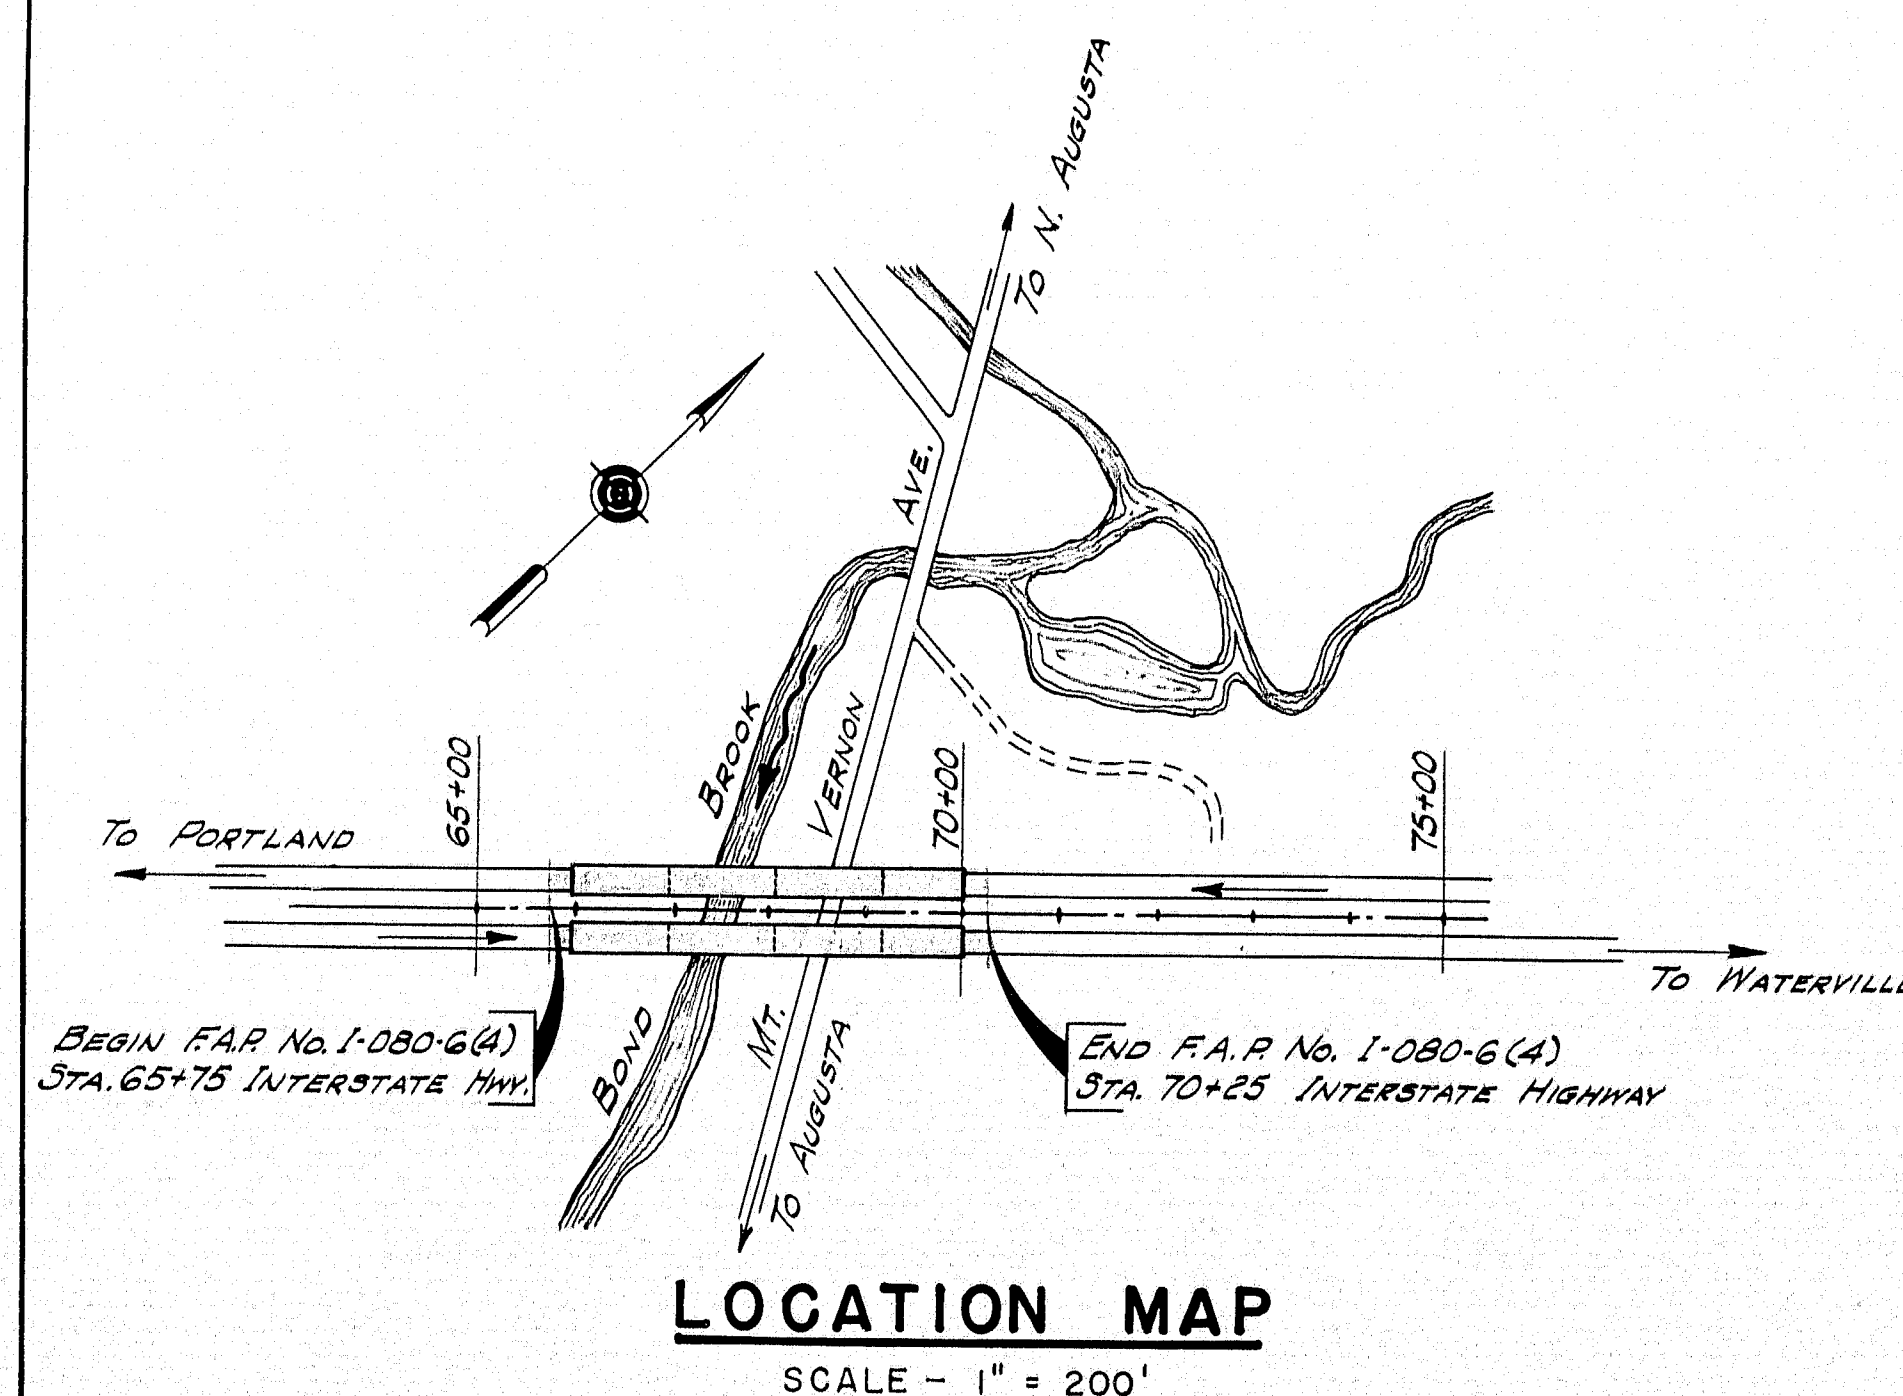 TO N. AUGUSTA
AVE.
VERNON
BROOK
65+00
70+00
75+00
TO PORTLAND
TO WATERVILLE
BEGIN F.A.P. NO. I-080-6(4)
STA. 65+75 INTERSTATE HWY.
END F.A.P. NO. I-080-6(4)
STA. 70+25 INTERSTATE HIGHWAY
BOND
MT.
TO AUGUSTA
LOCATION MAP
SCALE - 1" = 200'